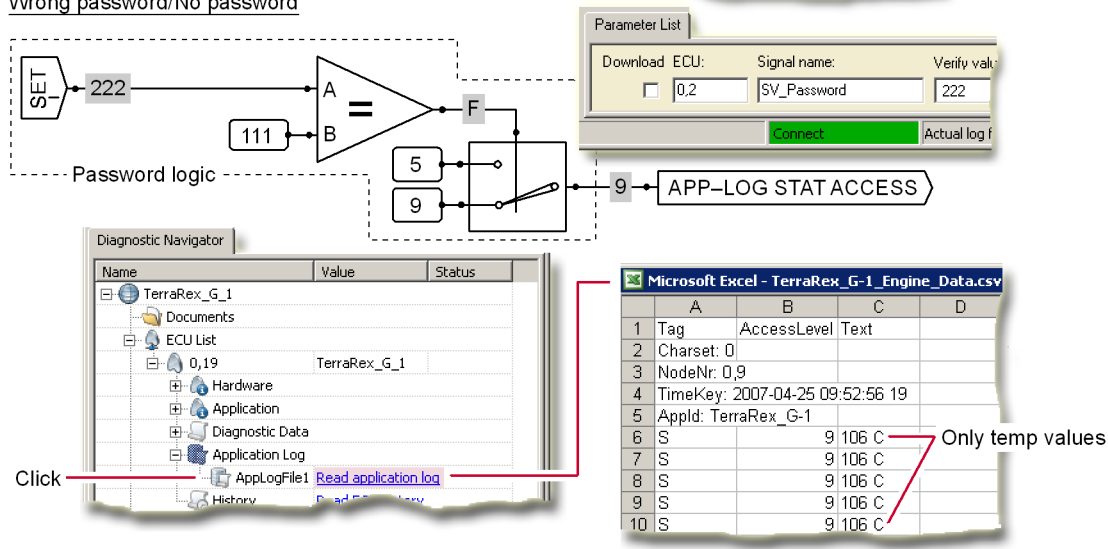 Wrong password/No password
Parameter List
Download ECU: Signal name: Verify valu
0,2 SV_Password 222
Connect Actual log f
SET
222
A
=
B
111
F
5
9
Password logic
9
APP–LOG STAT ACCESS
Diagnostic Navigator
Name Value Status
TerraRex_G_1
Documents
ECU List
0,19 TerraRex_G_1
Hardware
Application
Diagnostic Data
Application Log
Click
AppLogFile1 Read application log
History
Microsoft Excel - TerraRex_G-1_Engine_Data.csv
A B C D
1 Tag AccessLevel Text
2 Charset: 0
3 NodeNr: 0,9
4 TimeKey: 2007-04-25 09:52:56 19
5 AppId: TerraRex_G-1
6 S 9 106 C
7 S 9 106 C
8 S 9 106 C
9 S 9 106 C
10 S 9 106 C
Only temp values